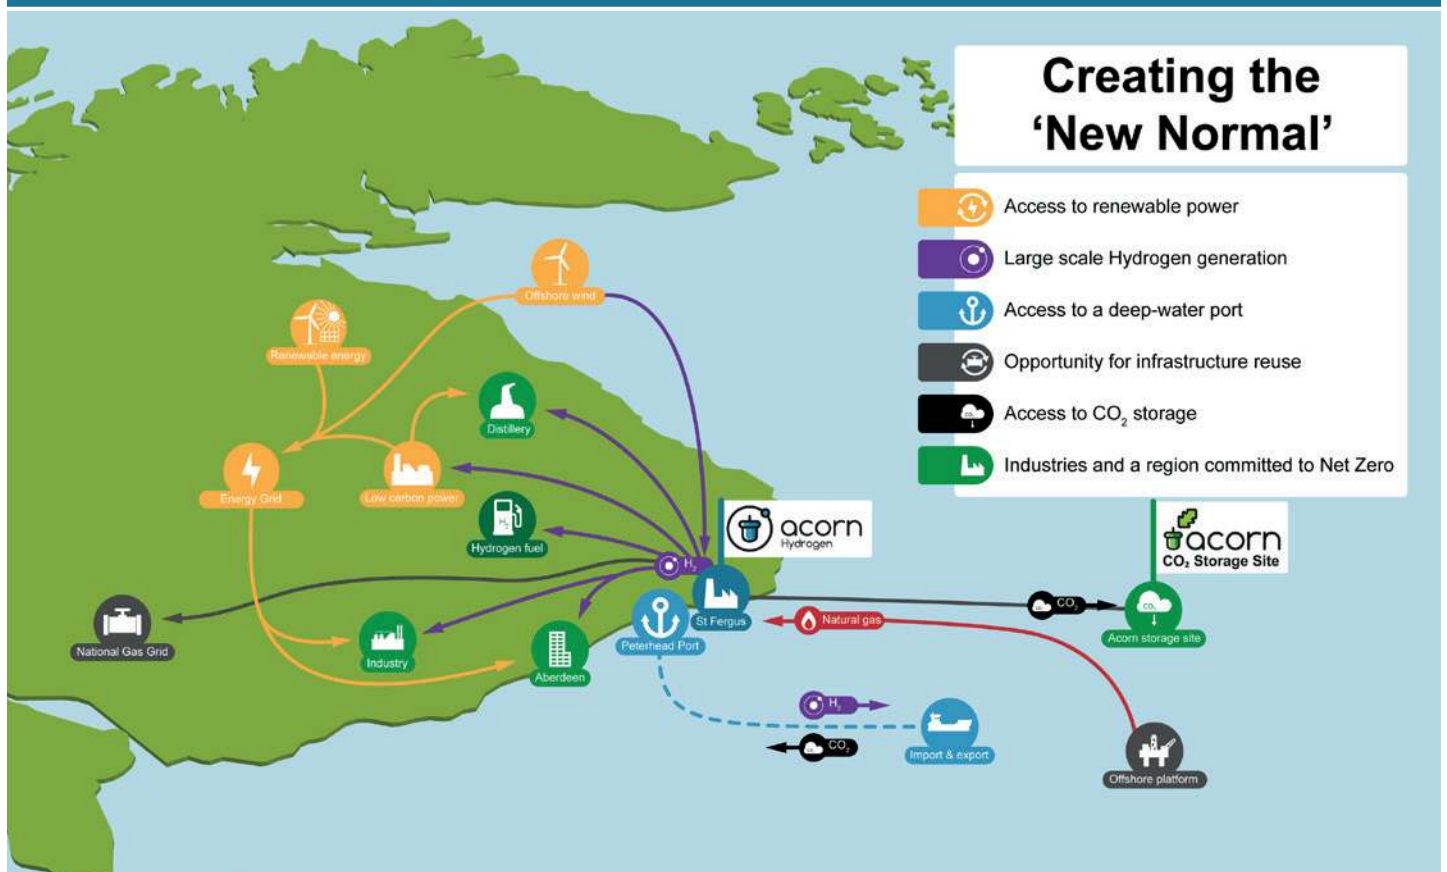 Creating the
‘New Normal’
Access to renewable power
Large scale Hydrogen generation
Access to a deep-water port
Opportunity for infrastructure reuse
CO₂
Access to CO₂ storage
Industries and a region committed to Net Zero
Offshore wind
Renewable energy
Distillery
Energy Grid
Low carbon power
H₂
Hydrogen fuel
acorn
Hydrogen
acorn
CO₂ Storage Site
H₂
National Gas Grid
Industry
Aberdeen
Peterhead Port
St Fergus
Natural gas
CO₂
CO₂
Acorn storage site
H₂
CO₂
Import & export
Offshore platform